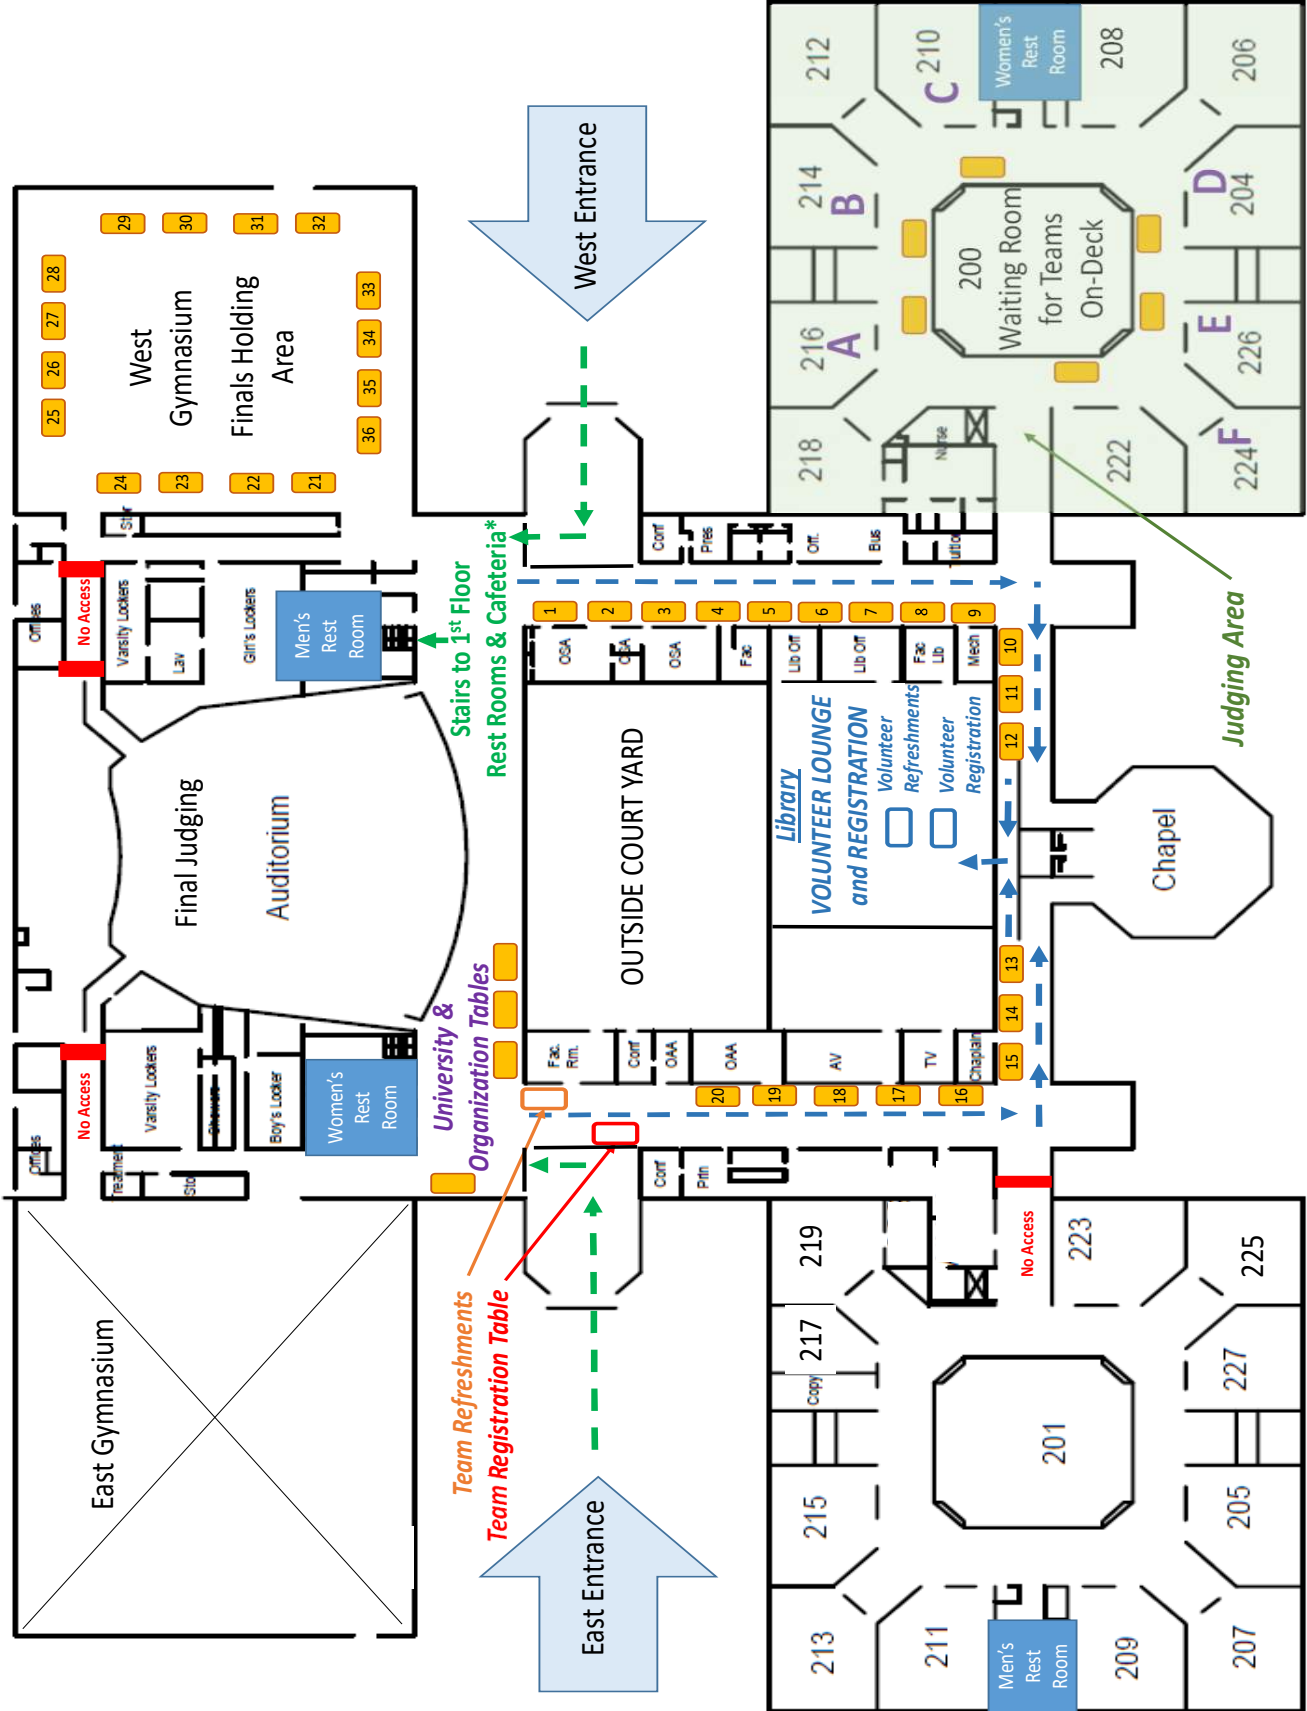 East Gymnasium
Offices
No Access
Treatment
Stor
Varsity Lockers
Showers
Boy's Locker
Women's
Rest
Room
Final Judging
Auditorium
Offices
No Access
Varsity Lockers
Lav
Girl's Lockers
Men's
Rest
Room
Stor
West
Gymnasium
Finals Holding
Area
21
22
23
24
25
26
27
28
29
30
31
32
33
34
35
36
University &
Organization Tables
Stairs to 1st Floor
Rest Rooms & Cafeteria*
Team Refreshments
Team Registration Table
East Entrance
West Entrance
Conf
Prin
Fac.
Rm.
Conf
OAA
OAA
AV
TV
Chaplain
20
19
18
17
16
15
14
13
OUTSIDE COURT YARD
OSA
OSA
OSA
Fac
Lib Off
Lib Off
Fac
Lib
Mech
1
2
3
4
5
6
7
8
9
10
11
12
Conf
Pres
Off.
Bus
Tuition
Library
VOLUNTEER LOUNGE
and REGISTRATION
Volunteer
Refreshments
Volunteer
Registration
Chapel
Judging Area
No Access
213
215
Copy
217
219
211
Men's
Rest
Room
209
201
223
207
205
227
225
218
216
A
214
B
212
Nurse
210
C
Women's
Rest
Room
208
200
Waiting Room
for Teams
On-Deck
222
224
F
226
E
204
D
206